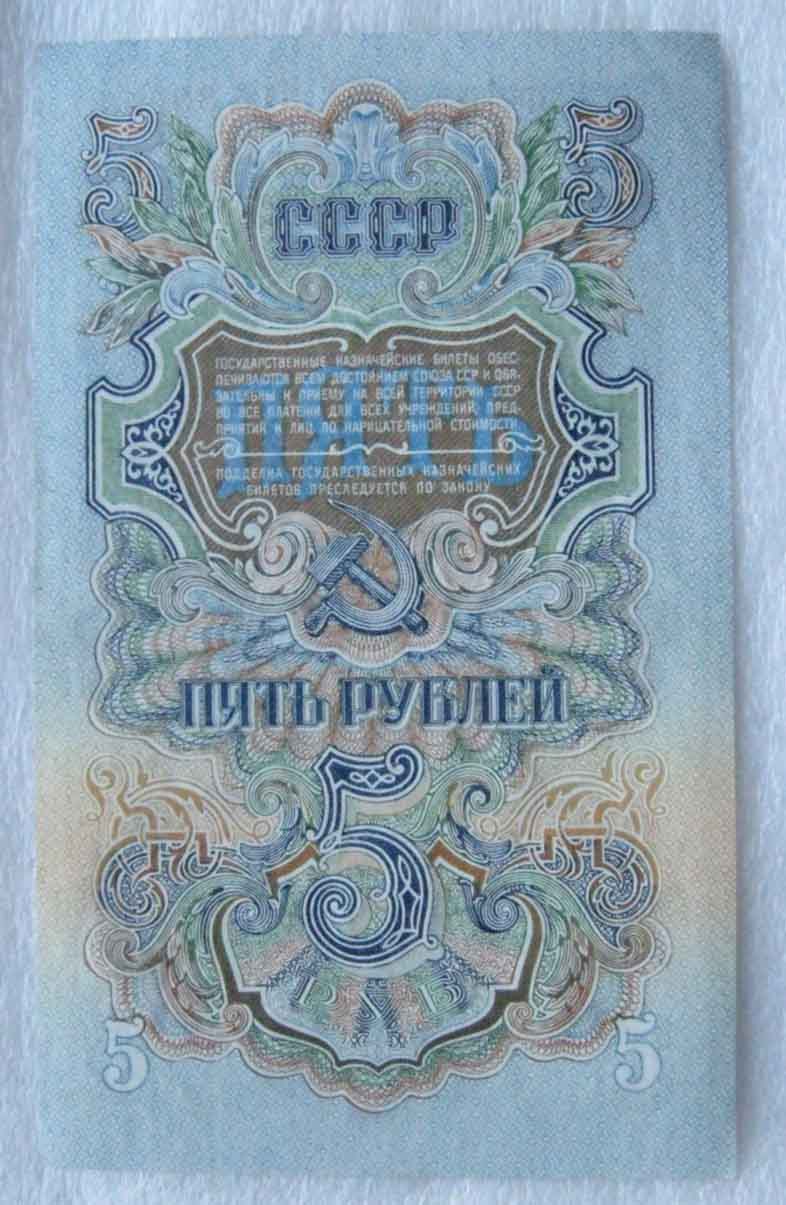 5 5
СССР
ГОСУДАРСТВЕННЫЕ КАЗНАЧЕЙСКИЕ БИЛЕТЫ ОБЕС-
ПЕЧИВАЮТСЯ ВСЕМ ДОСТОЯНИЕМ СОЮЗА ССР И ОБЯ-
ЗАТЕЛЬНЫ К ПРИЕМУ НА ВСЕЙ ТЕРРИТОРИИ СССР
ВО ВСЕ ПЛАТЕЖИ ДЛЯ ВСЕХ УЧРЕЖДЕНИЙ, ПРЕД-
ПРИЯТИЙ И ЛИЦ ПО НАРИЦАТЕЛЬНОЙ СТОИМОСТИ
ПЯТЬ
ПОДДЕЛКА ГОСУДАРСТВЕННЫХ КАЗНАЧЕЙСКИХ
БИЛЕТОВ ПРЕСЛЕДУЕТСЯ ПО ЗАКОНУ
ПЯТЬ РУБЛЕЙ
5
РУБ
5 5